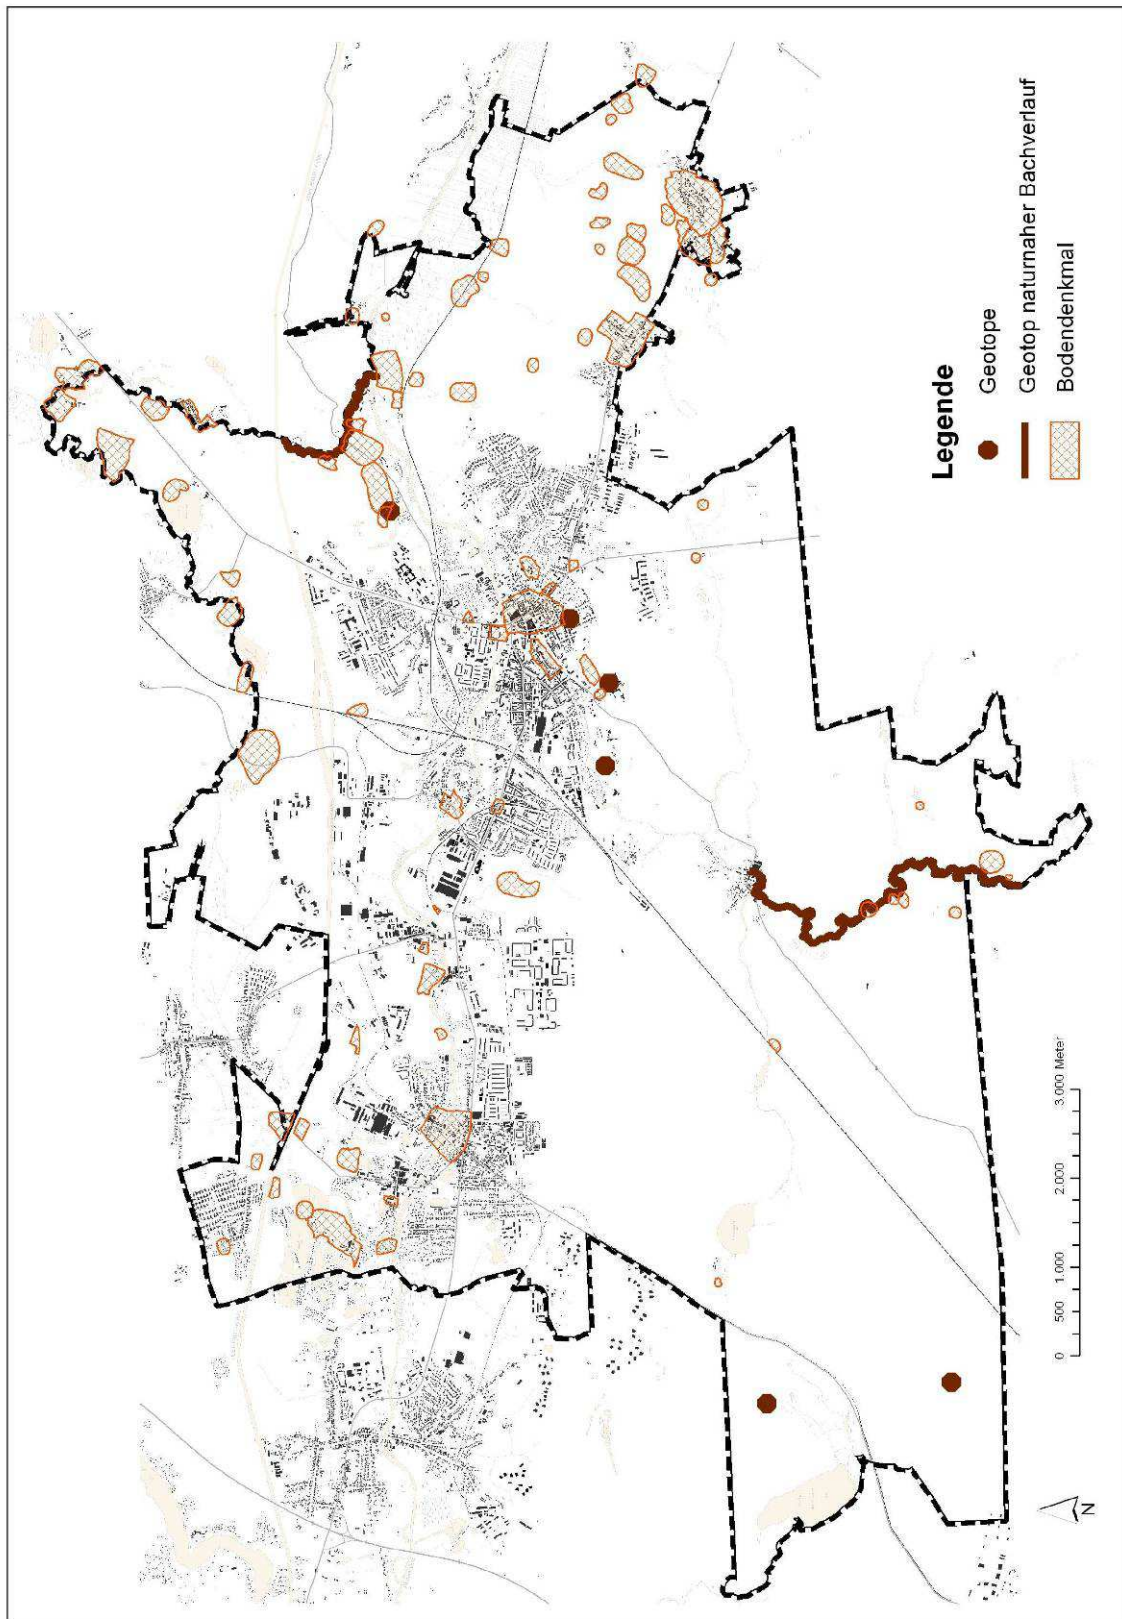 Legende
Geotope
Geotop naturnaher Bachverlauf
Bodendenkmal
0 500 1.000 2.000 3.000 Meter
N